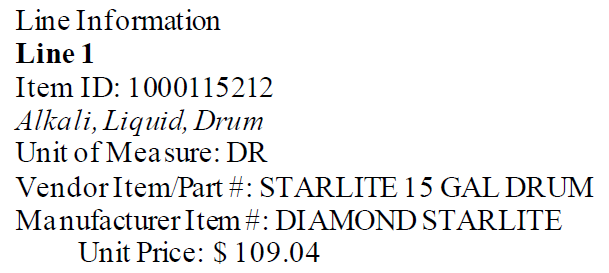 Line Information
Line 1
Item ID: 1000115212
Alkali, Liquid, Drum
Unit of Measure: DR
Vendor Item/Part #: STARLITE 15 GAL DRUM
Manufacturer Item #: DIAMOND STARLITE
Unit Price: $ 109.04